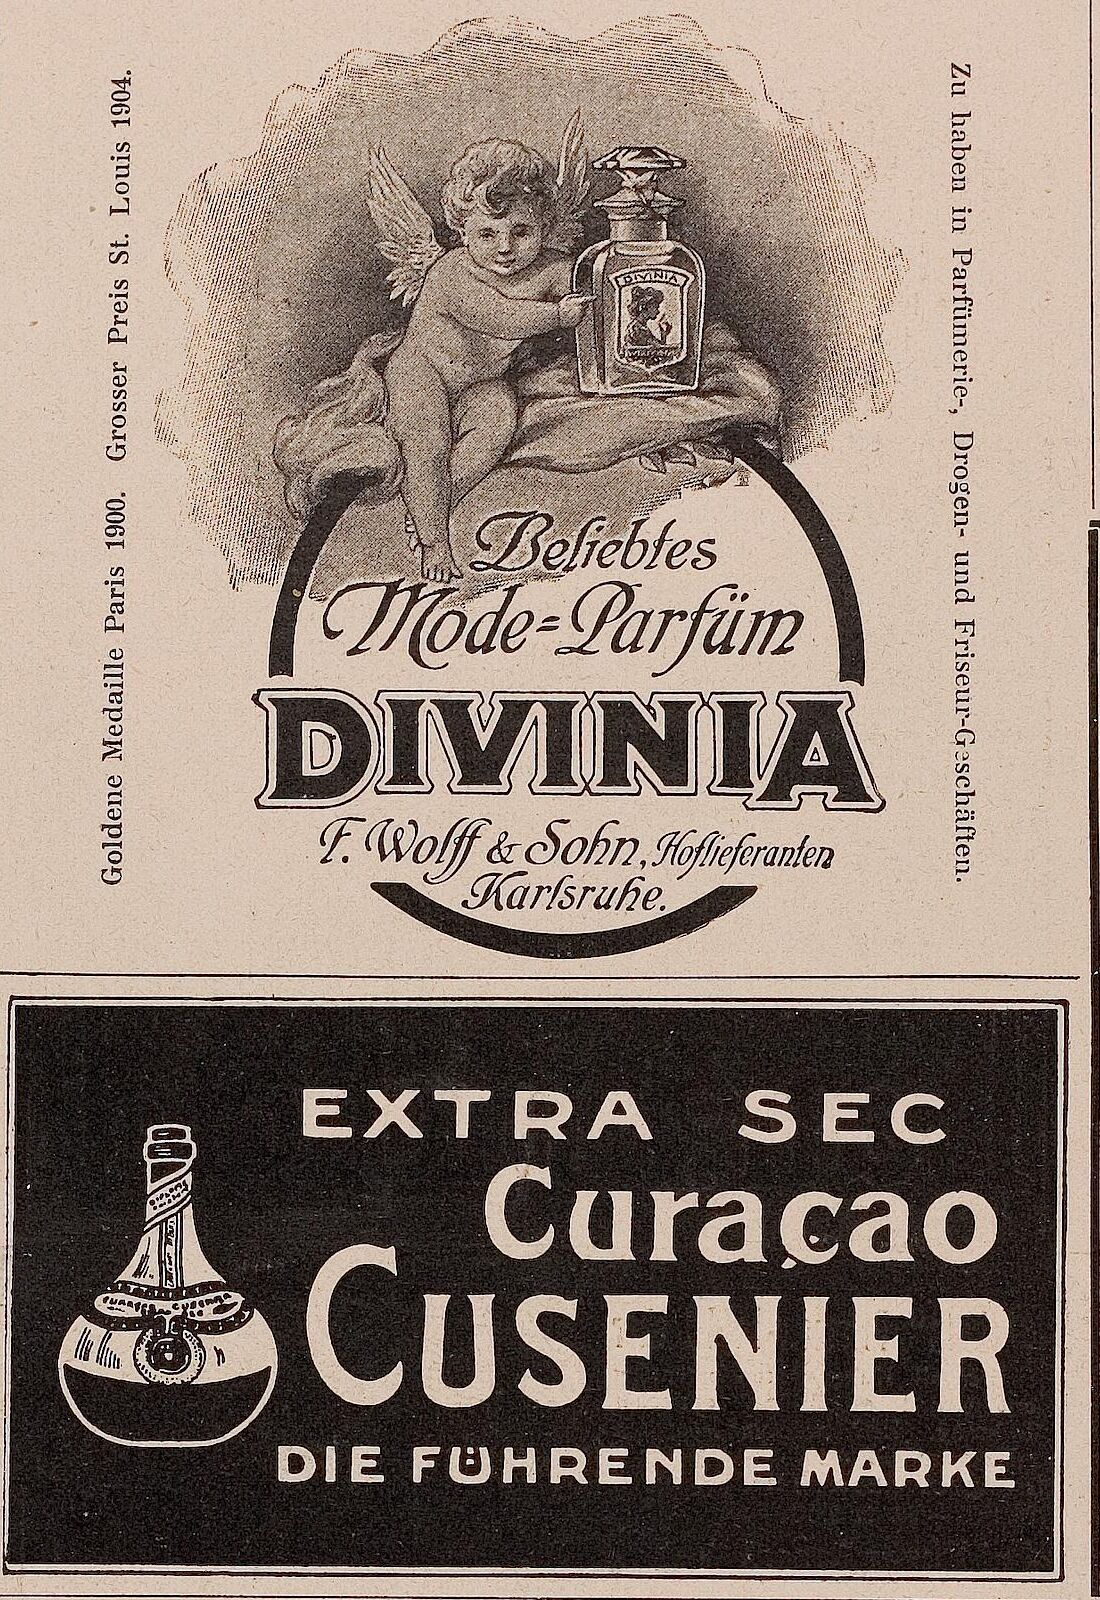 Goldene Medaille Paris 1900. Grosser Preis St. Louis 1904.
Zu haben in Parfümerie-, Drogen- und Friseur-Geschäften.
DIVINIA
Beliebtes
Mode=Parfüm
DIVINIA
F. Wolff & Sohn, Hoflieferanten
Karlsruhe.
EXTRA SEC
Curaçao
CUSENIER
DIE FÜHRENDE MARKE